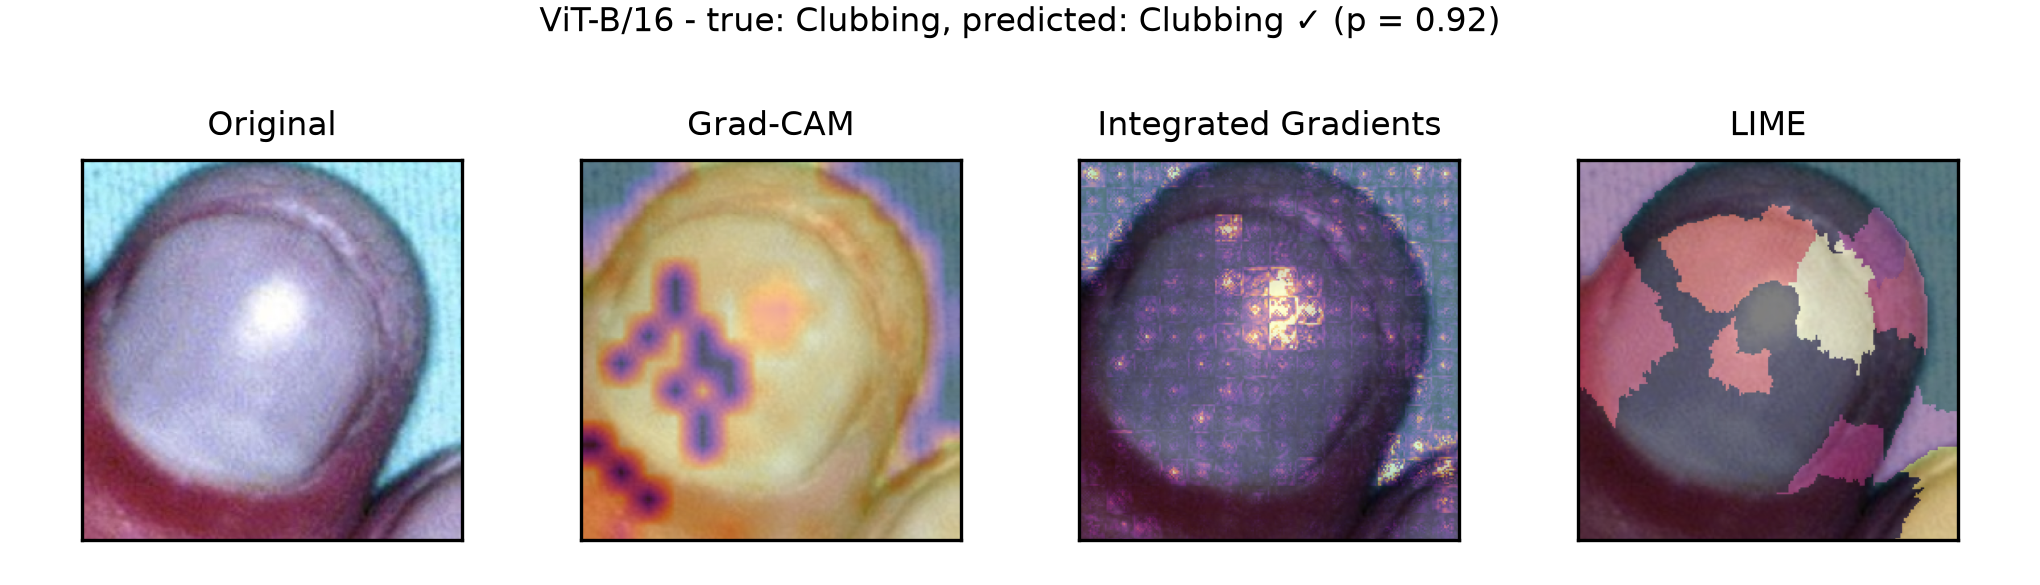 ViT-B/16 - true: Clubbing, predicted: Clubbing ✓ (p = 0.92)
Original
Grad-CAM
Integrated Gradients
LIME